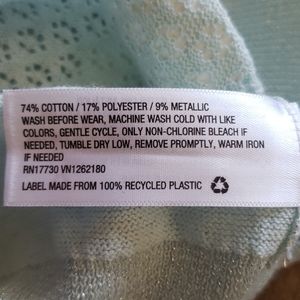 74% COTTON / 17% POLYESTER / 9% METALLIC
WASH BEFORE WEAR, MACHINE WASH COLD WITH LIKE
COLORS, GENTLE CYCLE, ONLY NON-CHLORINE BLEACH IF
NEEDED, TUMBLE DRY LOW, REMOVE PROMPTLY, WARM IRON
IF NEEDED
RN17730 VN1262180
LABEL MADE FROM 100% RECYCLED PLASTIC